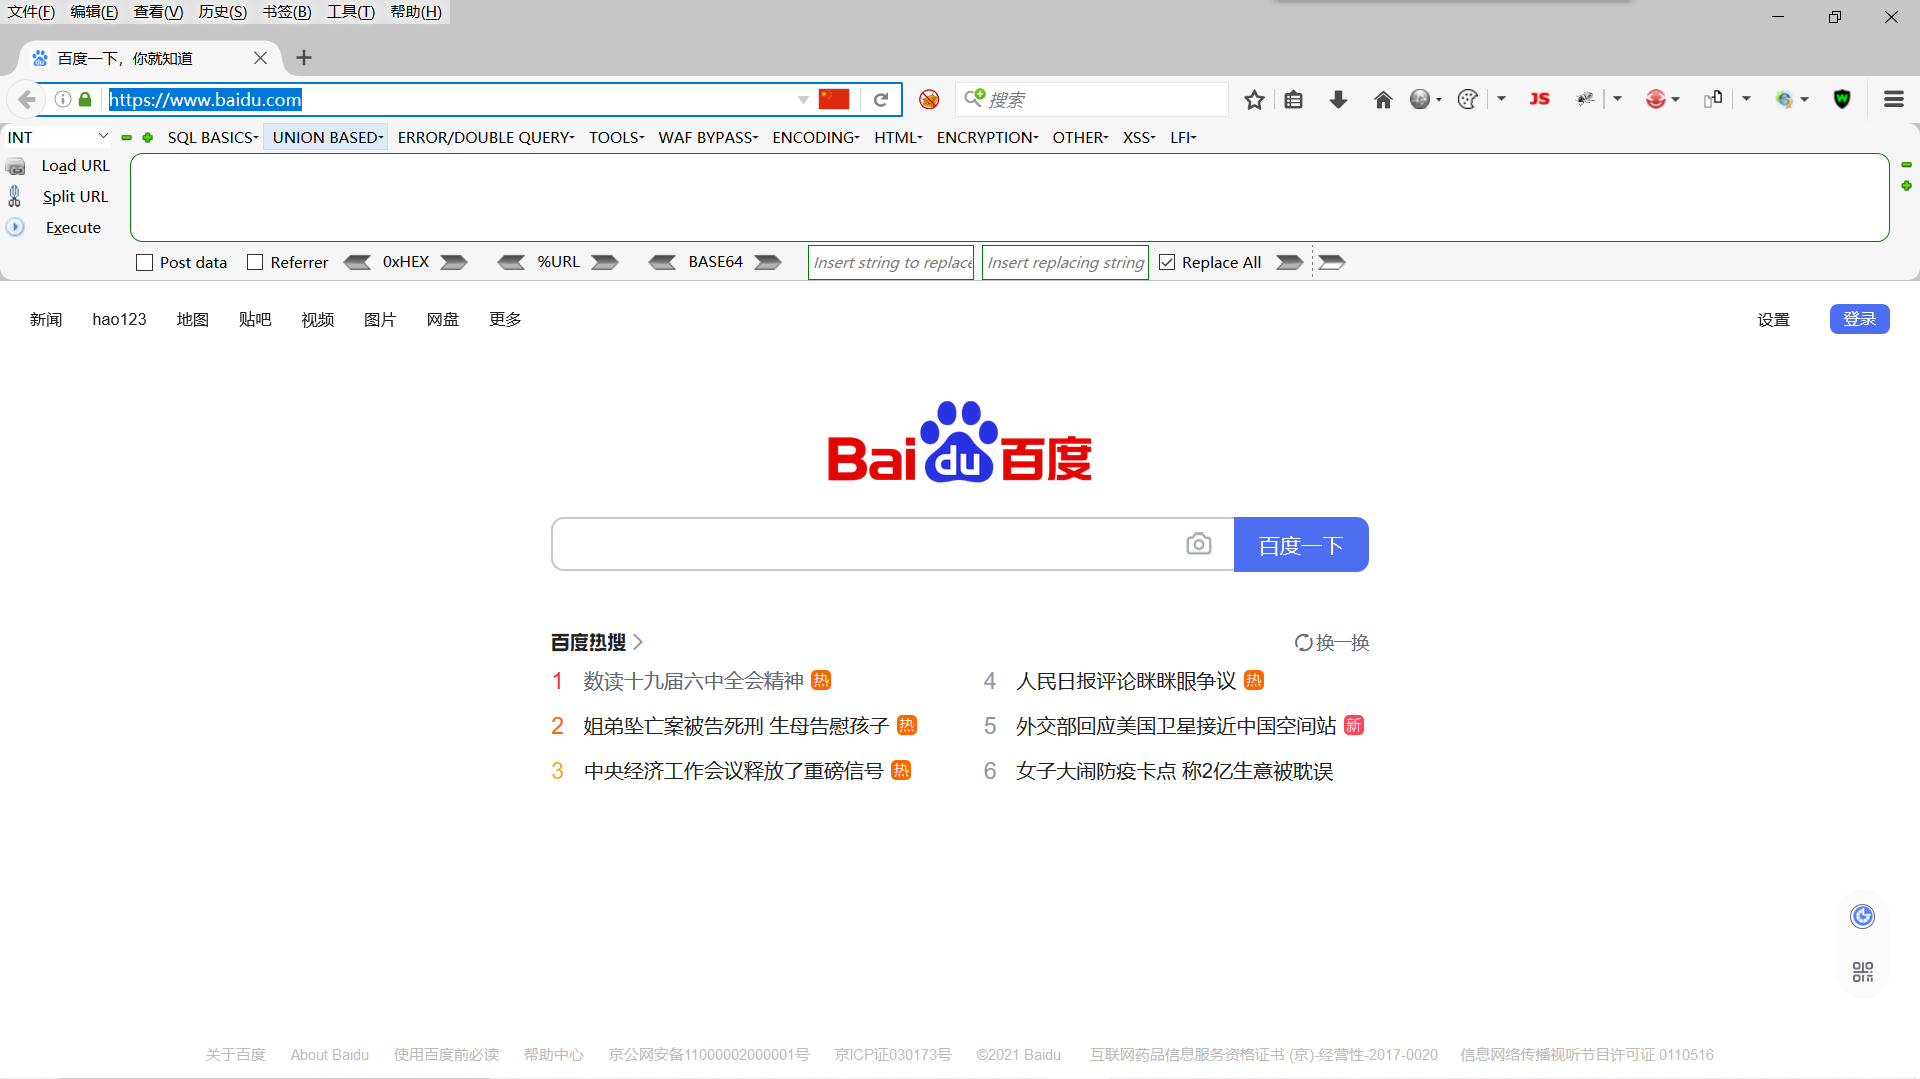 文件(F) 编辑(E) 查看(V) 历史(S) 书签(B) 工具(T) 帮助(H)
百度一下，你就知道
https://www.baidu.com
搜索
JS
W
INT
SQL BASICS UNION BASED ERROR/DOUBLE QUERY TOOLS WAF BYPASS ENCODING HTML ENCRYPTION OTHER XSS LFI
Load URL
Split URL
Execute
Post data Referrer 0xHEX %URL BASE64 Insert string to replace Insert replacing string Replace All
新闻 hao123 地图 贴吧 视频 图片 网盘 更多 设置 登录
Bai du 百度
百度一下
百度热搜 换一换
1 数读十九届六中全会精神 热
2 姐弟坠亡案被告死刑 生母告慰孩子 热
3 中央经济工作会议释放了重磅信号 热
4 人民日报评论眯眯眼争议 热
5 外交部回应美国卫星接近中国空间站 新
6 女子大闹防疫卡点 称2亿生意被耽误
关于百度 About Baidu 使用百度前必读 帮助中心 京公网安备11000002000001号 京ICP证030173号 ©2021 Baidu 互联网药品信息服务资格证书 (京)-经营性-2017-0020 信息网络传播视听节目许可证 0110516